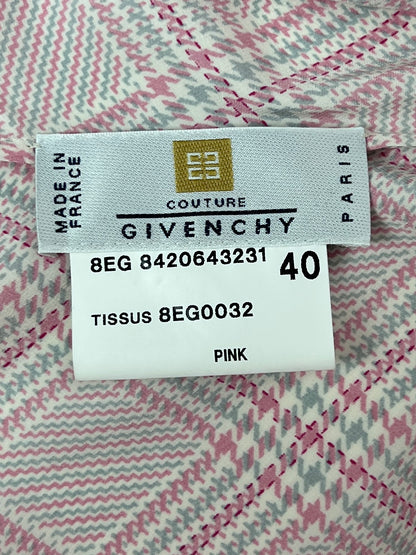 MADE IN
FRANCE
COUTURE
GIVENCHY
PARIS
8EG 8420643231 40
TISSUS 8EG0032
PINK